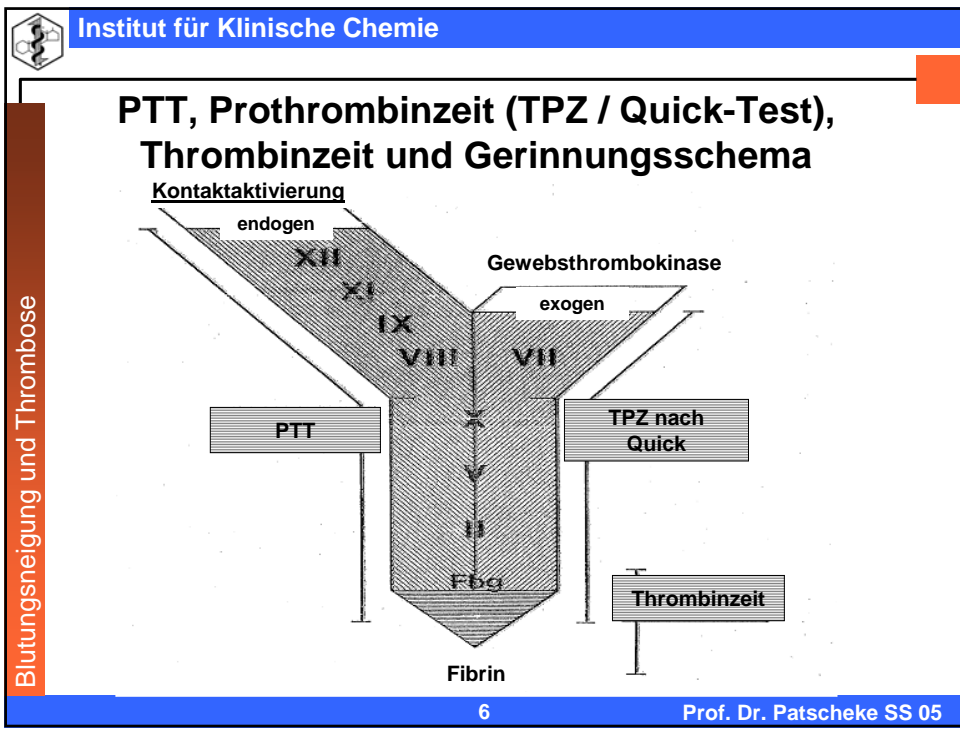 Institut für Klinische Chemie
PTT, Prothrombinzeit (TPZ / Quick-Test),
Thrombinzeit und Gerinnungsschema
Kontaktaktivierung
endogen
XII
Gewebsthrombokinase
XI
exogen
IX
VIII
VII
PTT
X
TPZ nach
Quick
V
II
Fbg
Thrombinzeit
Fibrin
Blutungsneigung und Thrombose
6
Prof. Dr. Patscheke SS 05